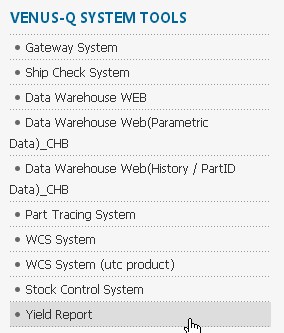 VENUS-Q SYSTEM TOOLS
Gateway System
Ship Check System
Data Warehouse WEB
Data Warehouse Web(Parametric
Data)_CHB
Data Warehouse Web(History / PartID
Data)_CHB
Part Tracing System
WCS System
WCS System (utc product)
Stock Control System
Yield Report